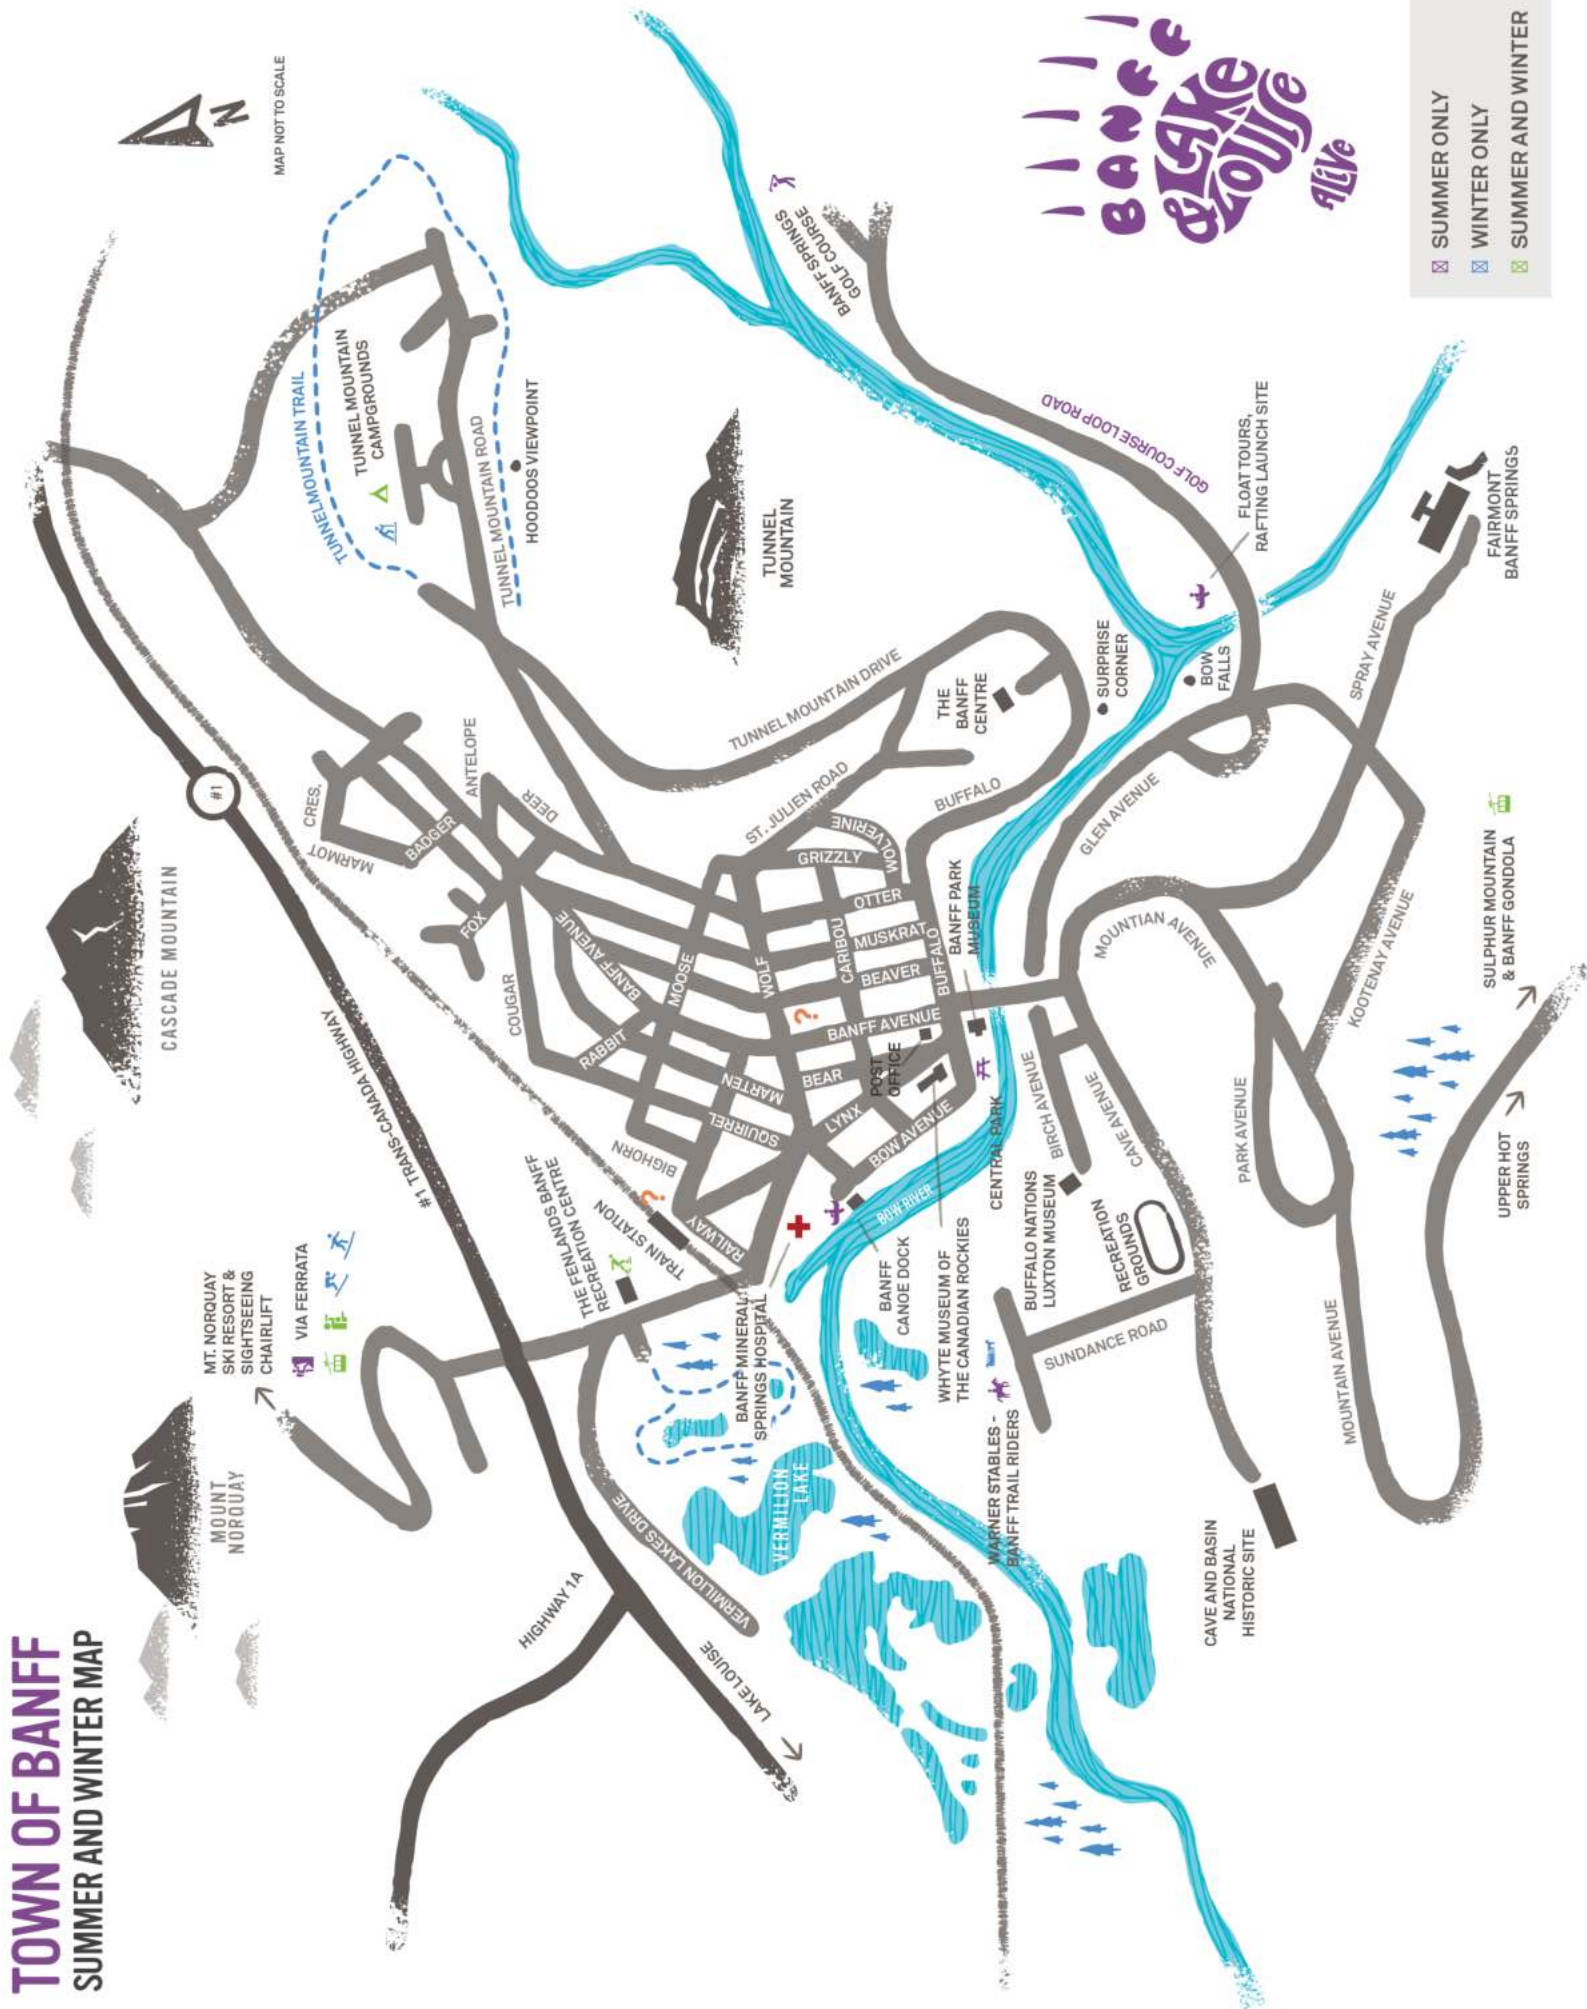 TOWN OF BANFF
SUMMER AND WINTER MAP
N
MAP NOT TO SCALE
CASCADE MOUNTAIN
MOUNT
NORQUAY
MT. NORQUAY
SKI RESORT &
SIGHTSEEING
CHAIRLIFT
VIA FERRATA
#1
#1 TRANS-CANADA HIGHWAY
HIGHWAY 1A
LAKE LOUISE
VERMILION LAKES DRIVE
VERMILION
LAKE
THE FENLANDS BANFF
RECREATION CENTRE
TRAIN STATION
?
RAILWAY
BANFF MINERAL
SPRINGS HOSPITAL
BIGHORN
SQUIRREL
MARTEN
RABBIT
COUGAR
FOX
MARMOT
CRES.
BADGER
ANTELOPE
DEER
BANFF AVENUE
MOOSE
WOLF
?
CARIBOU
BUFFALO
BANFF AVENUE
BEAR
LYNX
BOW AVENUE
BEAVER
MUSKRAT
OTTER
GRIZZLY
WOLVERINE
ST. JULIEN ROAD
BUFFALO
TUNNEL MOUNTAIN DRIVE
TUNNEL MOUNTAIN ROAD
TUNNEL MOUNTAIN ROAD
TUNNELMOUNTAIN TRAIL
TUNNELMOUNTAIN TRAIL
TUNNEL MOUNTAIN
CAMPGROUNDS
HOODOOS VIEWPOINT
TUNNEL
MOUNTAIN
THE
BANFF
CENTRE
SURPRISE
CORNER
BOW
FALLS
POST
OFFICE
BANFF PARK
MUSEUM
CENTRAL PARK
BOW RIVER
BANFF
CANOE DOCK
WHYTE MUSEUM OF
THE CANADIAN ROCKIES
BUFFALO NATIONS
LUXTON MUSEUM
RECREATION
GROUNDS
BIRCH AVENUE
CAVE AVENUE
SUNDANCE ROAD
WARNER STABLES -
BANFF TRAIL RIDERS
CAVE AND BASIN
NATIONAL
HISTORIC SITE
GLEN AVENUE
MOUNTIAN AVENUE
SPRAY AVENUE
KOOTENAY AVENUE
PARK AVENUE
MOUNTAIN AVENUE
UPPER HOT
SPRINGS
SULPHUR MOUNTAIN
& BANFF GONDOLA
FAIRMONT
BANFF SPRINGS
FLOAT TOURS,
RAFTING LAUNCH SITE
GOLF COURSE LOOP ROAD
BANFF SPRINGS
GOLF COURSE
BANFF
& LAKE
LOUISE
ALIVE
SUMMER ONLY
WINTER ONLY
SUMMER AND WINTER